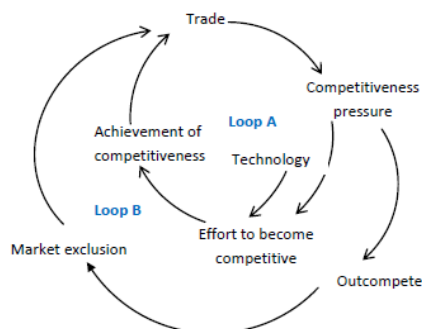 Trade
Competitiveness
pressure
Loop A
Achievement of
competitiveness
Technology
Loop B
Effort to become
competitive
Market exclusion
Outcompete